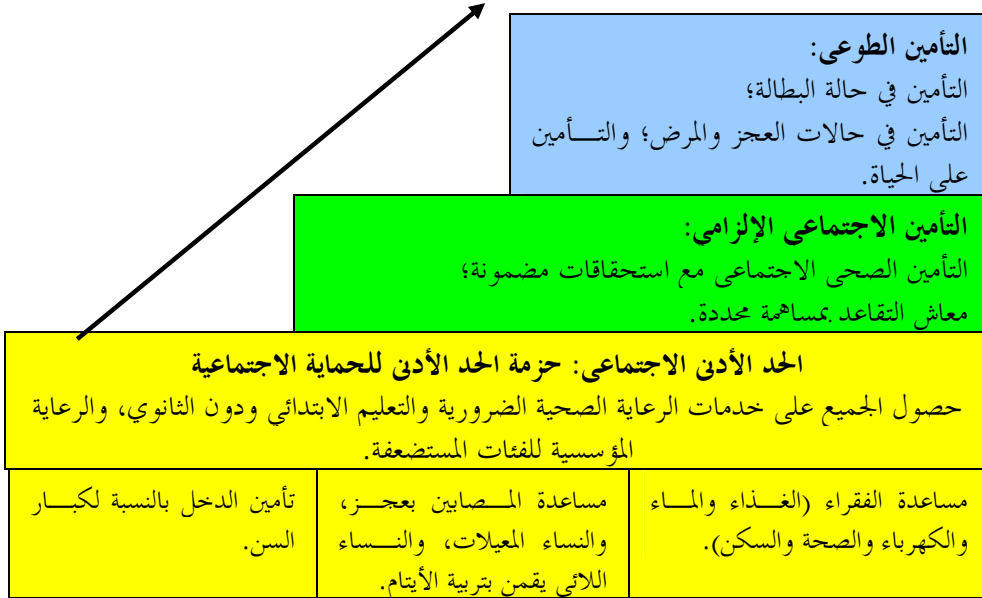 التأمين الطوعى:
التأمين في حالة البطالة؛
التأمين في حالات العجز والمرض؛ والتأمين
على الحياة.
التأمين الاجتماعى الإلزامي:
التأمين الصحى الاجتماعى مع استحقاقات مضمونة؛
معاش التقاعد بمساهمة محددة.
الحد الأدنى الاجتماعى: حزمة الحد الأدنى للحماية الاجتماعية
حصول الجميع على خدمات الرعاية الصحية الضرورية والتعليم الابتدائي ودون الثانوي، والرعاية
المؤسسية للفئات المستضعفة.
مساعدة الفقراء (الغذاء والماء
والكهرباء والصحة والسكن).
مساعدة المصابين بعجز،
والنساء المعيلات، والنساء
اللائى يقمن بتربية الأيتام.
تأمين الدخل بالنسبة لكبار
السن.